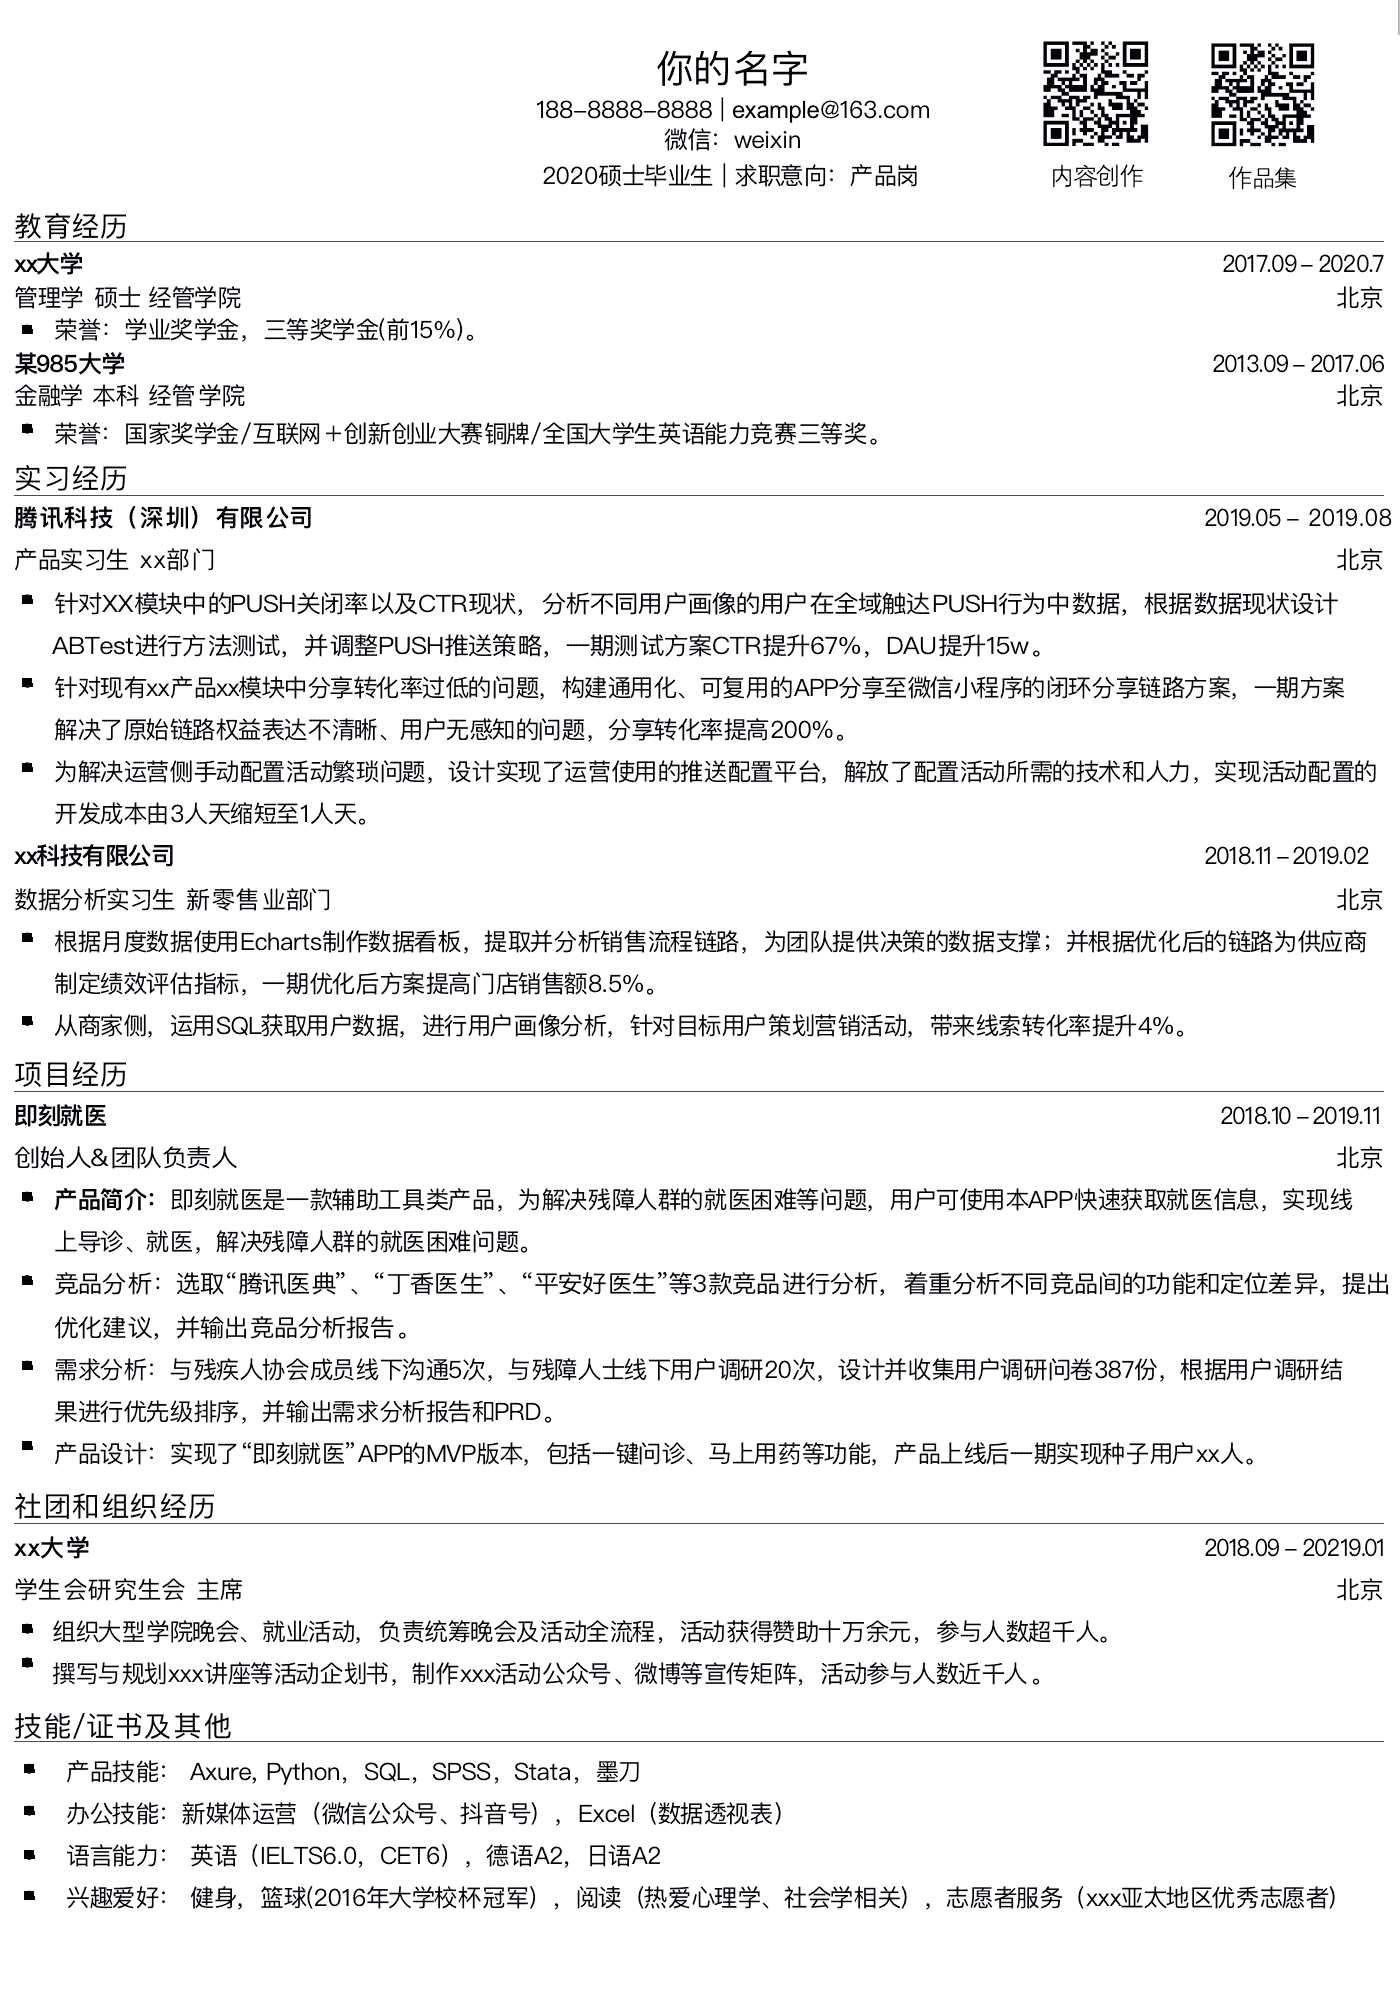 你的名字
188-8888-8888 | example@163.com
微信：weixin
2020硕士毕业生 | 求职意向：产品岗
内容创作
作品集
教育经历
xx大学 2017.09 – 2020.7
管理学 硕士 经管学院 北京
▪ 荣誉：学业奖学金，三等奖学金(前15%)。
某985大学 2013.09 – 2017.06
金融学 本科 经管学院 北京
▪ 荣誉：国家奖学金/互联网＋创新创业大赛铜牌/全国大学生英语能力竞赛三等奖。
实习经历
腾讯科技（深圳）有限公司 2019.05 – 2019.08
产品实习生 xx部门 北京
▪ 针对XX模块中的PUSH关闭率以及CTR现状，分析不同用户画像的用户在全域触达PUSH行为中数据，根据数据现状设计
ABTest进行方法测试，并调整PUSH推送策略，一期测试方案CTR提升67%，DAU提升15w。
▪ 针对现有xx产品xx模块中分享转化率过低的问题，构建通用化、可复用的APP分享至微信小程序的闭环分享链路方案，一期方案
解决了原始链路权益表达不清晰、用户无感知的问题，分享转化率提高200%。
▪ 为解决运营侧手动配置活动繁琐问题，设计实现了运营使用的推送配置平台，解放了配置活动所需的技术和人力，实现活动配置的
开发成本由3人天缩短至1人天。
xx科技有限公司 2018.11 – 2019.02
数据分析实习生 新零售业部门 北京
▪ 根据月度数据使用Echarts制作数据看板，提取并分析销售流程链路，为团队提供决策的数据支撑；并根据优化后的链路为供应商
制定绩效评估指标，一期优化后方案提高门店销售额8.5%。
▪ 从商家侧，运用SQL获取用户数据，进行用户画像分析，针对目标用户策划营销活动，带来线索转化率提升4%。
项目经历
即刻就医 2018.10 – 2019.11
创始人&团队负责人 北京
▪ 产品简介：即刻就医是一款辅助工具类产品，为解决残障人群的就医困难等问题，用户可使用本APP快速获取就医信息，实现线
上导诊、就医，解决残障人群的就医困难问题。
▪ 竞品分析：选取“腾讯医典”、“丁香医生”、“平安好医生”等3款竞品进行分析，着重分析不同竞品间的功能和定位差异，提出
优化建议，并输出竞品分析报告。
▪ 需求分析：与残疾人协会成员线下沟通5次，与残障人士线下用户调研20次，设计并收集用户调研问卷387份，根据用户调研结
果进行优先级排序，并输出需求分析报告和PRD。
▪ 产品设计：实现了“即刻就医”APP的MVP版本，包括一键问诊、马上用药等功能，产品上线后一期实现种子用户xx人。
社团和组织经历
xx大学 2018.09 – 20219.01
学生会研究生会 主席 北京
▪ 组织大型学院晚会、就业活动，负责统筹晚会及活动全流程，活动获得赞助十万余元，参与人数超千人。
▪ 撰写与规划xxx讲座等活动企划书，制作xxx活动公众号、微博等宣传矩阵，活动参与人数近千人。
技能/证书及其他
▪ 产品技能： Axure, Python，SQL，SPSS，Stata，墨刀
▪ 办公技能：新媒体运营（微信公众号、抖音号），Excel（数据透视表）
▪ 语言能力： 英语（IELTS6.0，CET6），德语A2，日语A2
▪ 兴趣爱好： 健身，篮球(2016年大学校杯冠军），阅读（热爱心理学、社会学相关），志愿者服务（xxx亚太地区优秀志愿者）